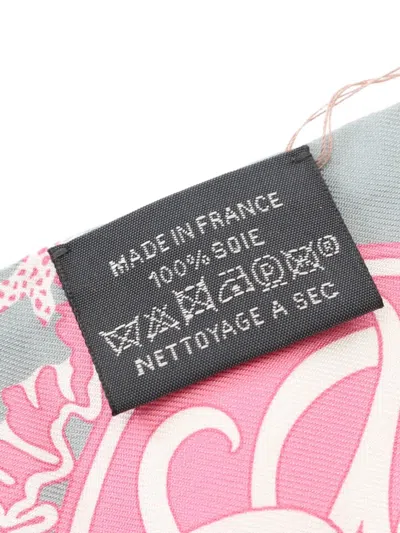 MADE IN FRANCE
100% SOIE
P ®
NETTOYAGE A SEC